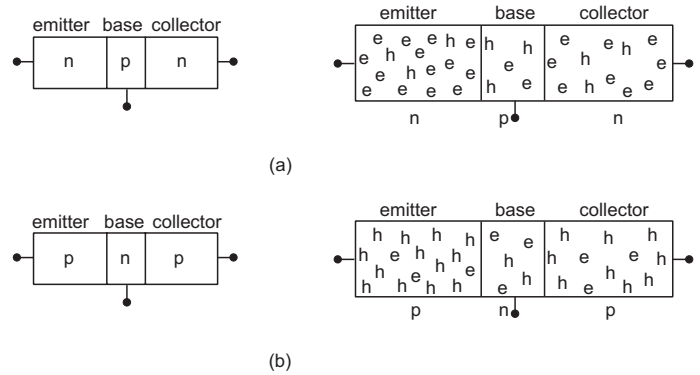 emitter base collector
n p n
emitter base collector
e e e h e h h e e e
e h e e e e h e e
e h e e e
e e e e h e e h e e e
n p n
(a)
emitter base collector
p n p
emitter base collector
h h h h e e h h h
h e h h h h h e h e h
h h e
h h e h h e h h e h h h
p n p
(b)